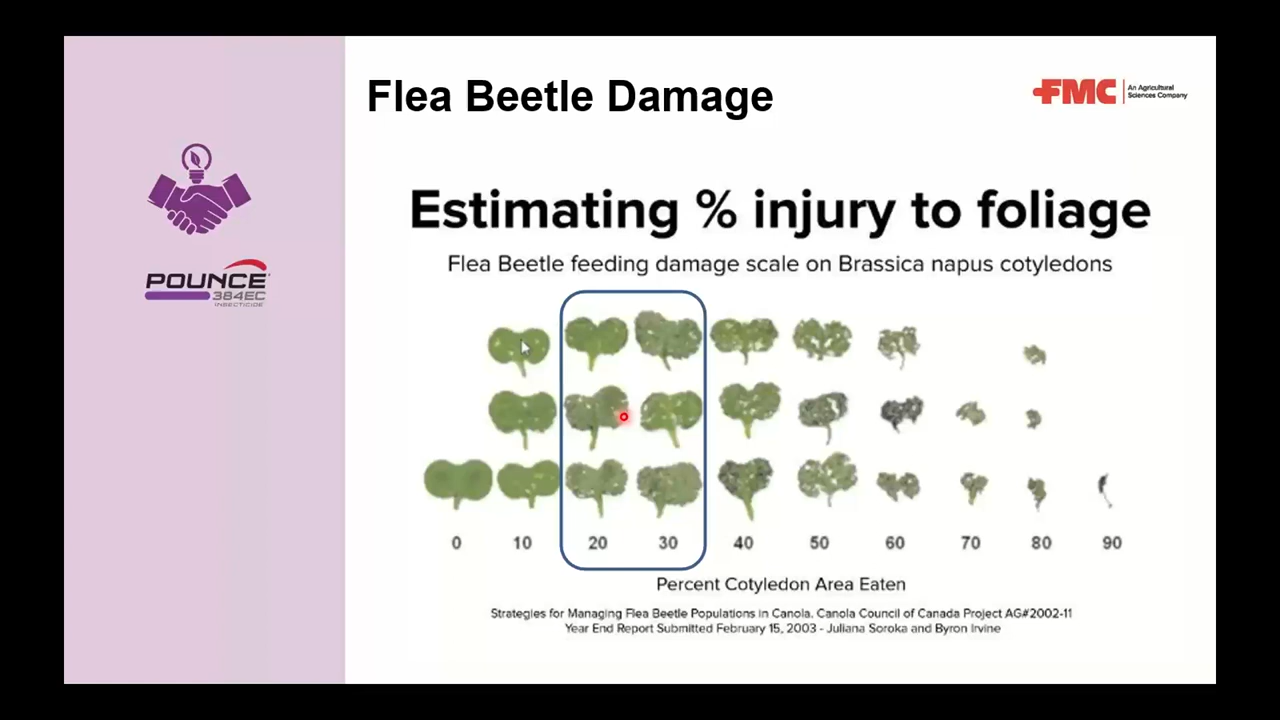 Flea Beetle Damage
FMC
An Agricultural
Sciences Company
POUNCE
384EC
INSECTICIDE
Estimating % injury to foliage
Flea Beetle feeding damage scale on Brassica napus cotyledons
0 10 20 30 40 50 60 70 80 90
Percent Cotyledon Area Eaten
Strategies for Managing Flea Beetle Populations in Canola. Canola Council of Canada Project AG#2002-11
Year End Report Submitted February 15, 2003 - Juliana Soroka and Byron Irvine